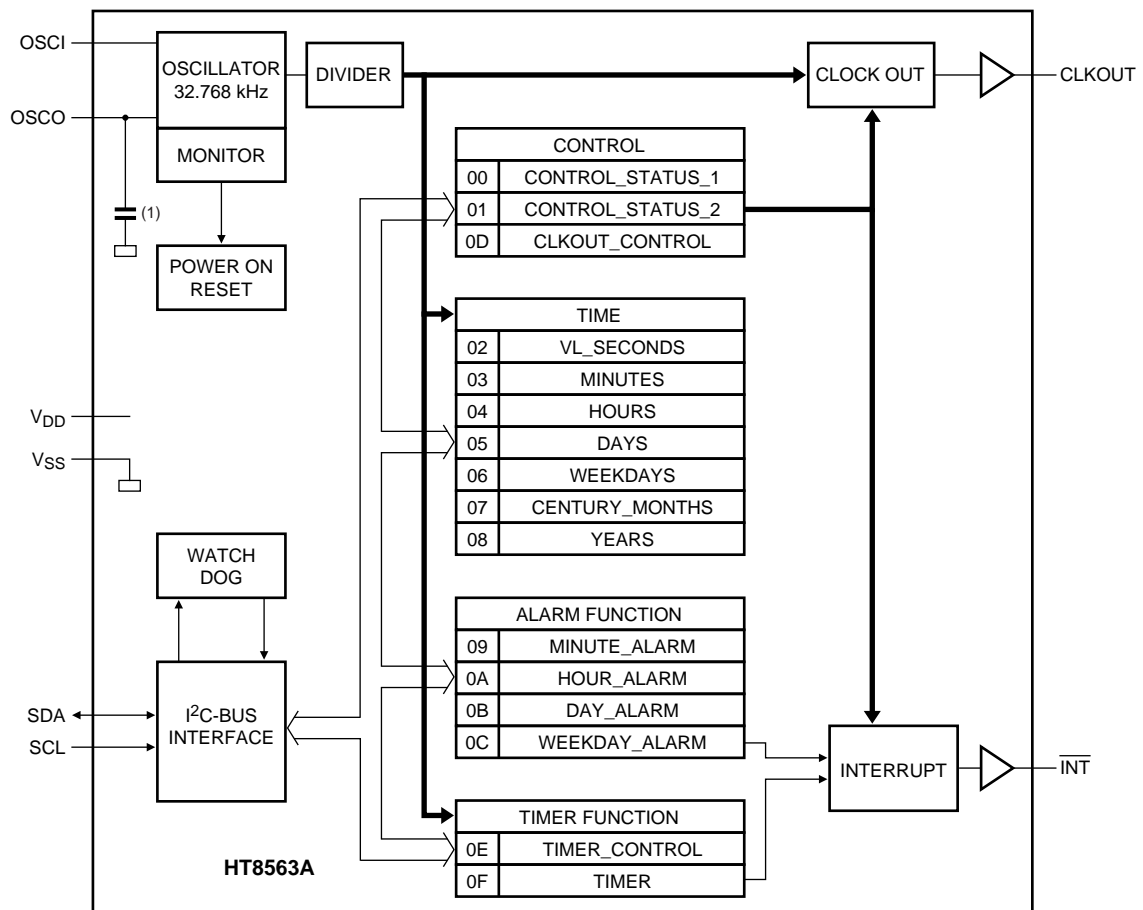 OSCI
OSCO
OSCILLATOR
32.768 kHz
MONITOR
(1)
POWER ON
RESET
DIVIDER
CLOCK OUT
CLKOUT
CONTROL
00 CONTROL_STATUS_1
01 CONTROL_STATUS_2
0D CLKOUT_CONTROL
TIME
02 VL_SECONDS
03 MINUTES
04 HOURS
05 DAYS
06 WEEKDAYS
07 CENTURY_MONTHS
08 YEARS
VDD
VSS
WATCH
DOG
SDA
SCL
I2C-BUS
INTERFACE
ALARM FUNCTION
09 MINUTE_ALARM
0A HOUR_ALARM
0B DAY_ALARM
0C WEEKDAY_ALARM
INTERRUPT
INT
TIMER FUNCTION
0E TIMER_CONTROL
0F TIMER
HT8563A